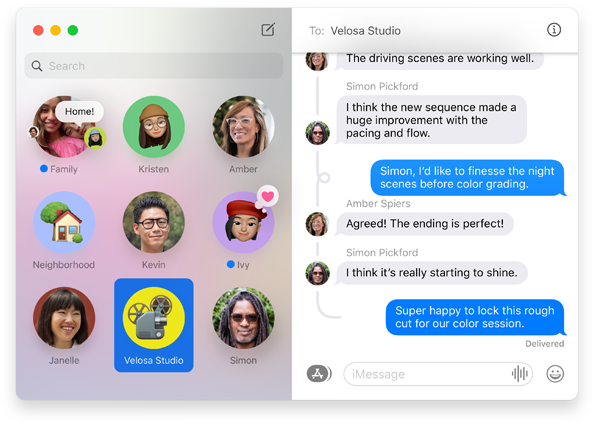 Search
Home!
Family
Kristen
Amber
Neighborhood
Kevin
Ivy
Janelle
Velosa Studio
Simon
To: Velosa Studio
The driving scenes are working well.
Simon Pickford
I think the new sequence made a
huge improvement with the
pacing and flow.
Simon, I'd like to finesse the night
scenes before color grading.
Amber Spiers
Agreed! The ending is perfect!
Simon Pickford
I think it's really starting to shine.
Super happy to lock this rough
cut for our color session.
Delivered
iMessage